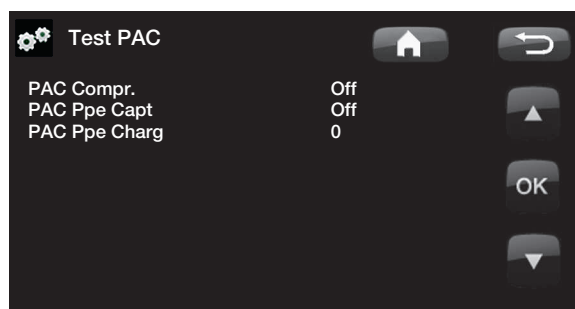 Test PAC
PAC Compr. Off
PAC Ppe Capt Off
PAC Ppe Charg 0
OK